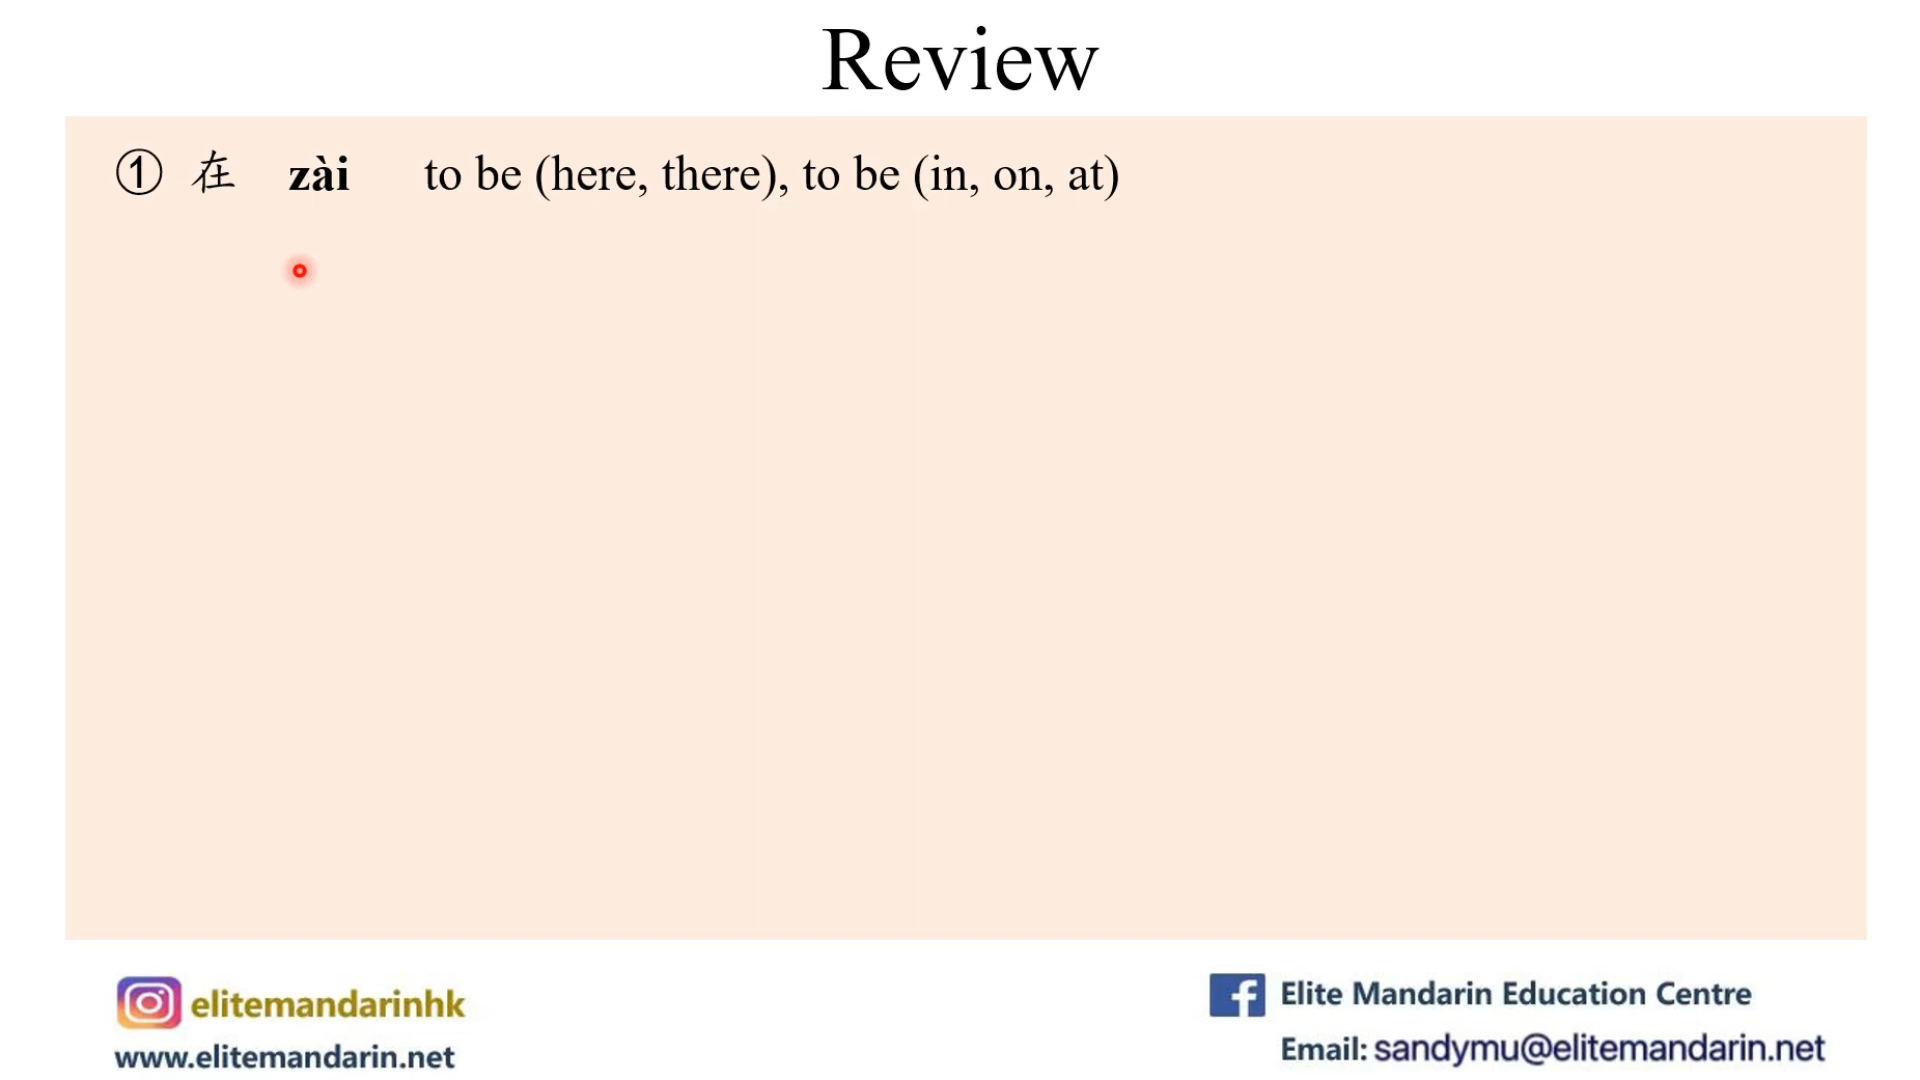 Review
① 在 zài to be (here, there), to be (in, on, at)
elitemandarinhk
www.elitemandarin.net
Elite Mandarin Education Centre
Email: sandymu@elitemandarin.net